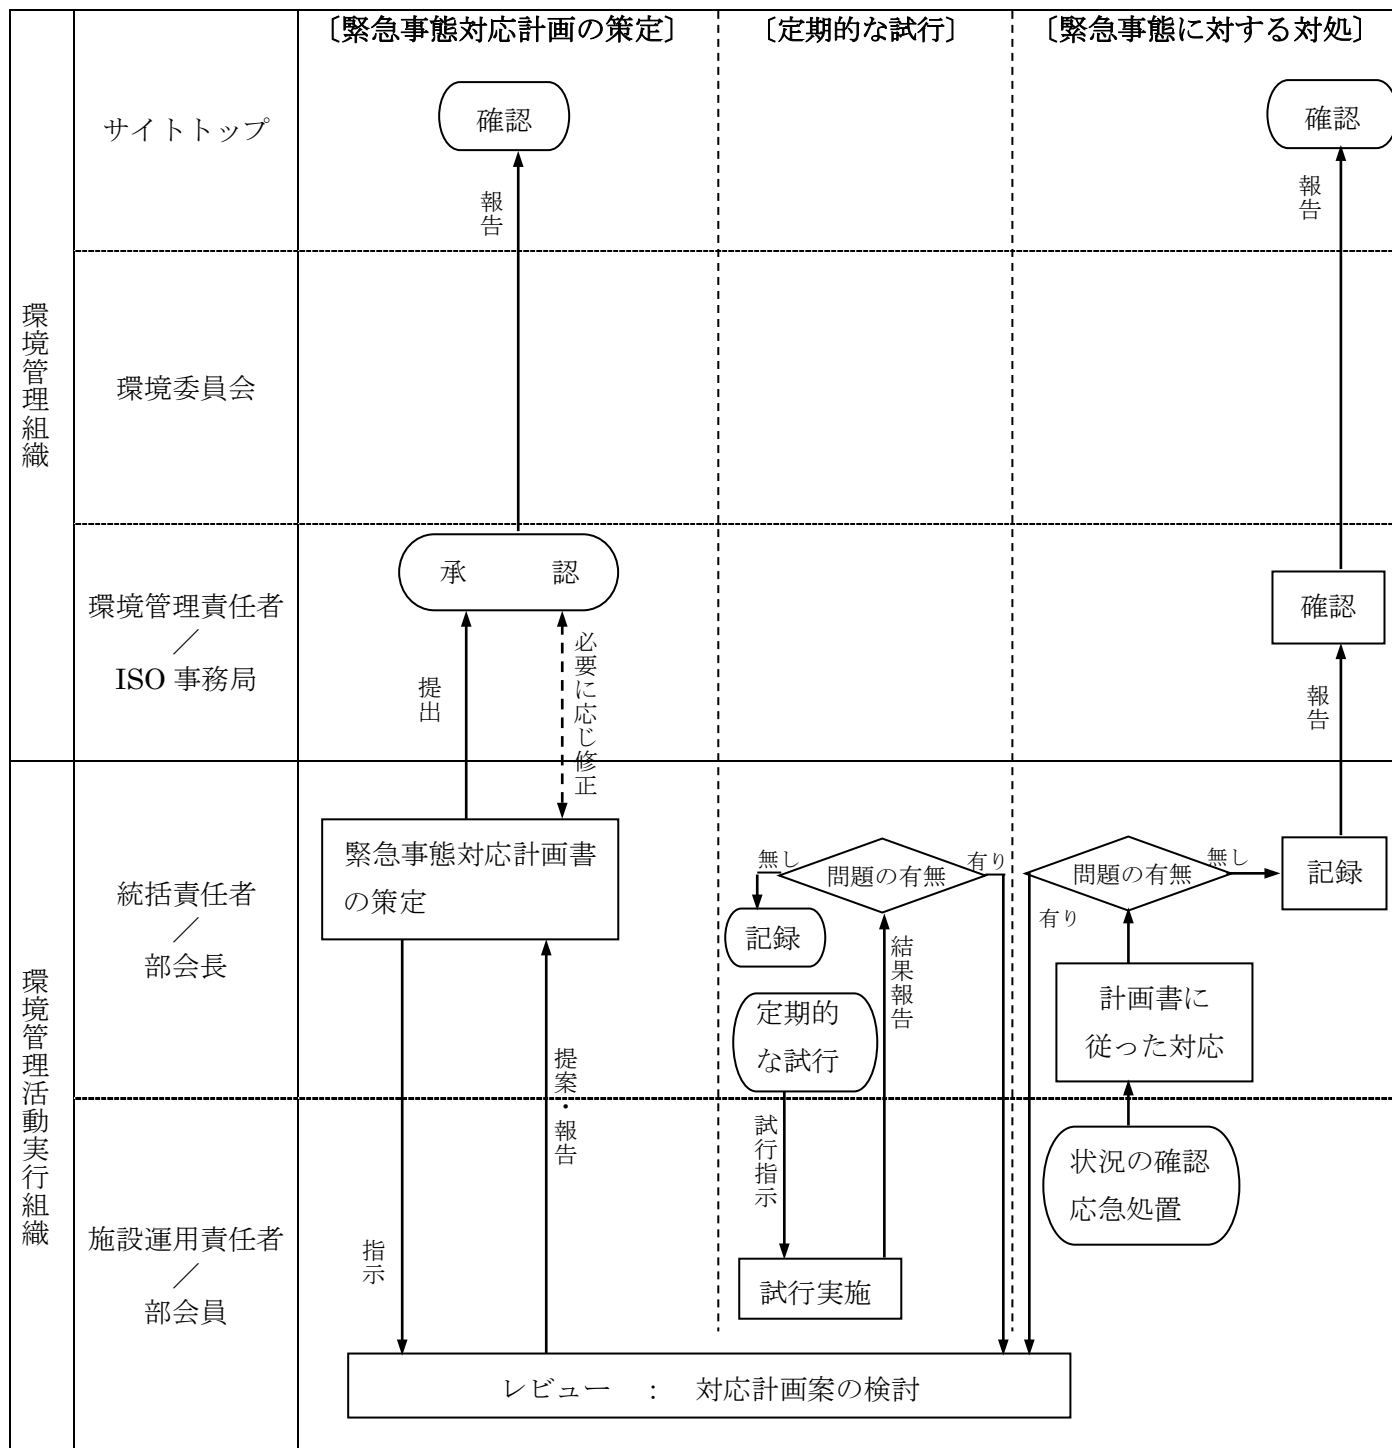 〔緊急事態対応計画の策定〕
〔定期的な試行〕
〔緊急事態に対する対処〕
環境管理組織
サイトトップ
確認
報告
確認
報告
環境委員会
環境管理責任者
／
ISO 事務局
承　認
提出
必要に応じ修正
確認
報告
環境管理活動実行組織
統括責任者
／
部会長
緊急事態対応計画書
の策定
無し
問題の有無
有り
記録
結果報告
定期的
な試行
問題の有無
無し
有り
記録
計画書に
従った対応
施設運用責任者
／
部会員
指示
提案・報告
試行指示
試行実施
状況の確認
応急処置
レビュー　：　対応計画案の検討